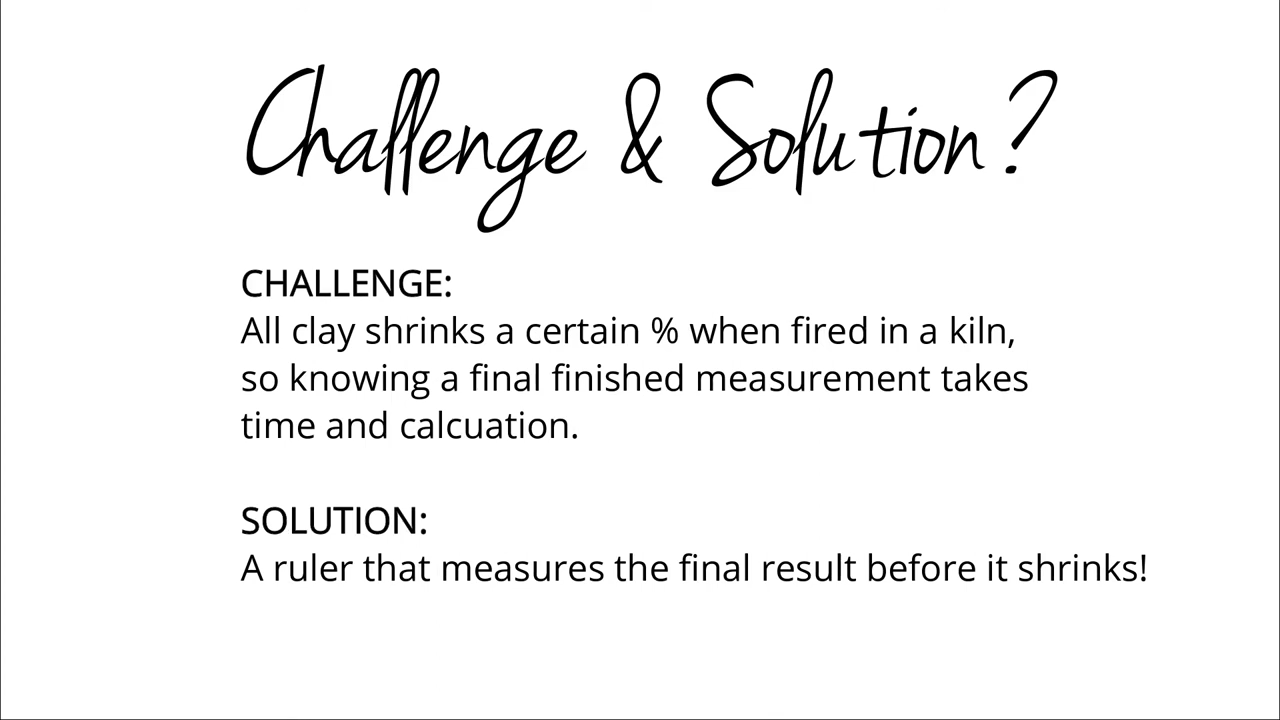 Challenge & Solution?
CHALLENGE:
All clay shrinks a certain % when fired in a kiln,
so knowing a final finished measurement takes
time and calcuation.
SOLUTION:
A ruler that measures the final result before it shrinks!